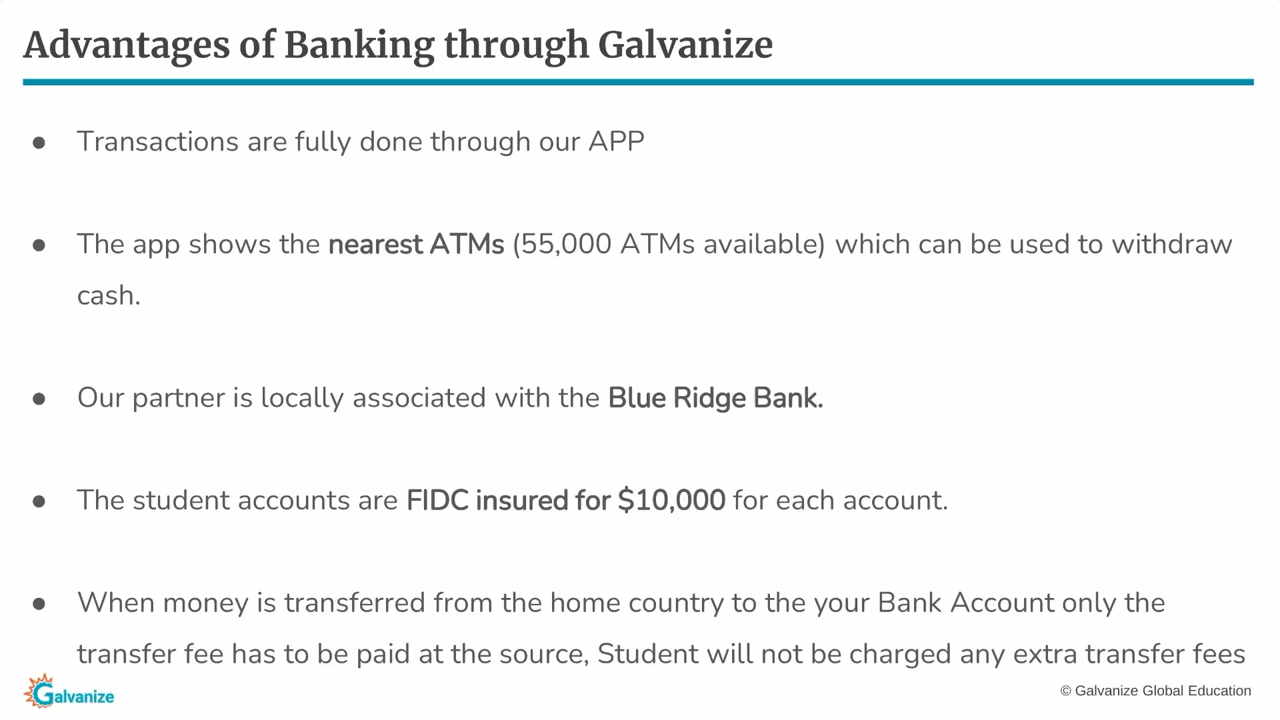 Advantages of Banking through Galvanize
● Transactions are fully done through our APP
● The app shows the nearest ATMs (55,000 ATMs available) which can be used to withdraw
cash.
● Our partner is locally associated with the Blue Ridge Bank.
● The student accounts are FIDC insured for $10,000 for each account.
● When money is transferred from the home country to the your Bank Account only the
transfer fee has to be paid at the source, Student will not be charged any extra transfer fees
Galvanize
© Galvanize Global Education